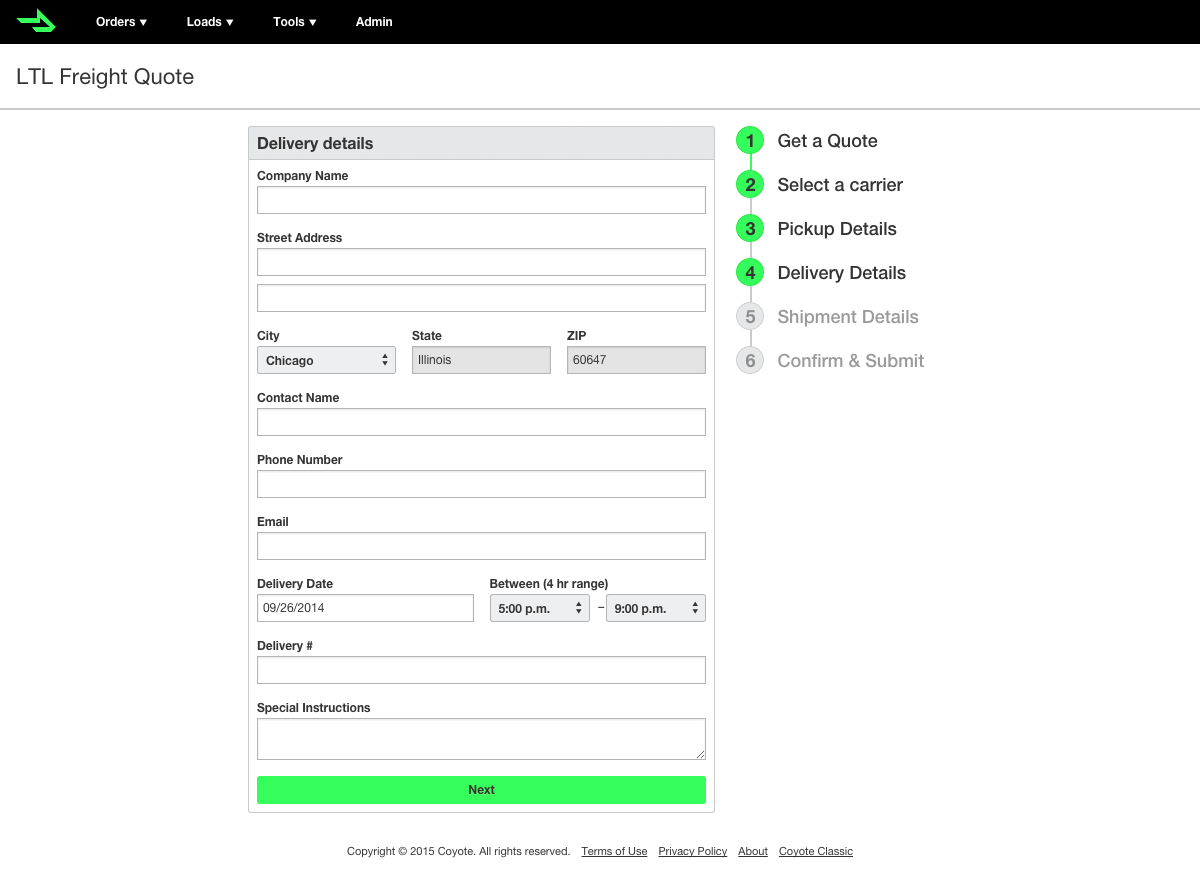 Orders ▼ Loads ▼ Tools ▼ Admin
LTL Freight Quote
Delivery details
Company Name
Street Address
City State ZIP
Chicago Illinois 60647
Contact Name
Phone Number
Email
Delivery Date Between (4 hr range)
09/26/2014 5:00 p.m. – 9:00 p.m.
Delivery #
Special Instructions
Next
1 Get a Quote
2 Select a carrier
3 Pickup Details
4 Delivery Details
5 Shipment Details
6 Confirm & Submit
Copyright © 2015 Coyote. All rights reserved. Terms of Use Privacy Policy About Coyote Classic